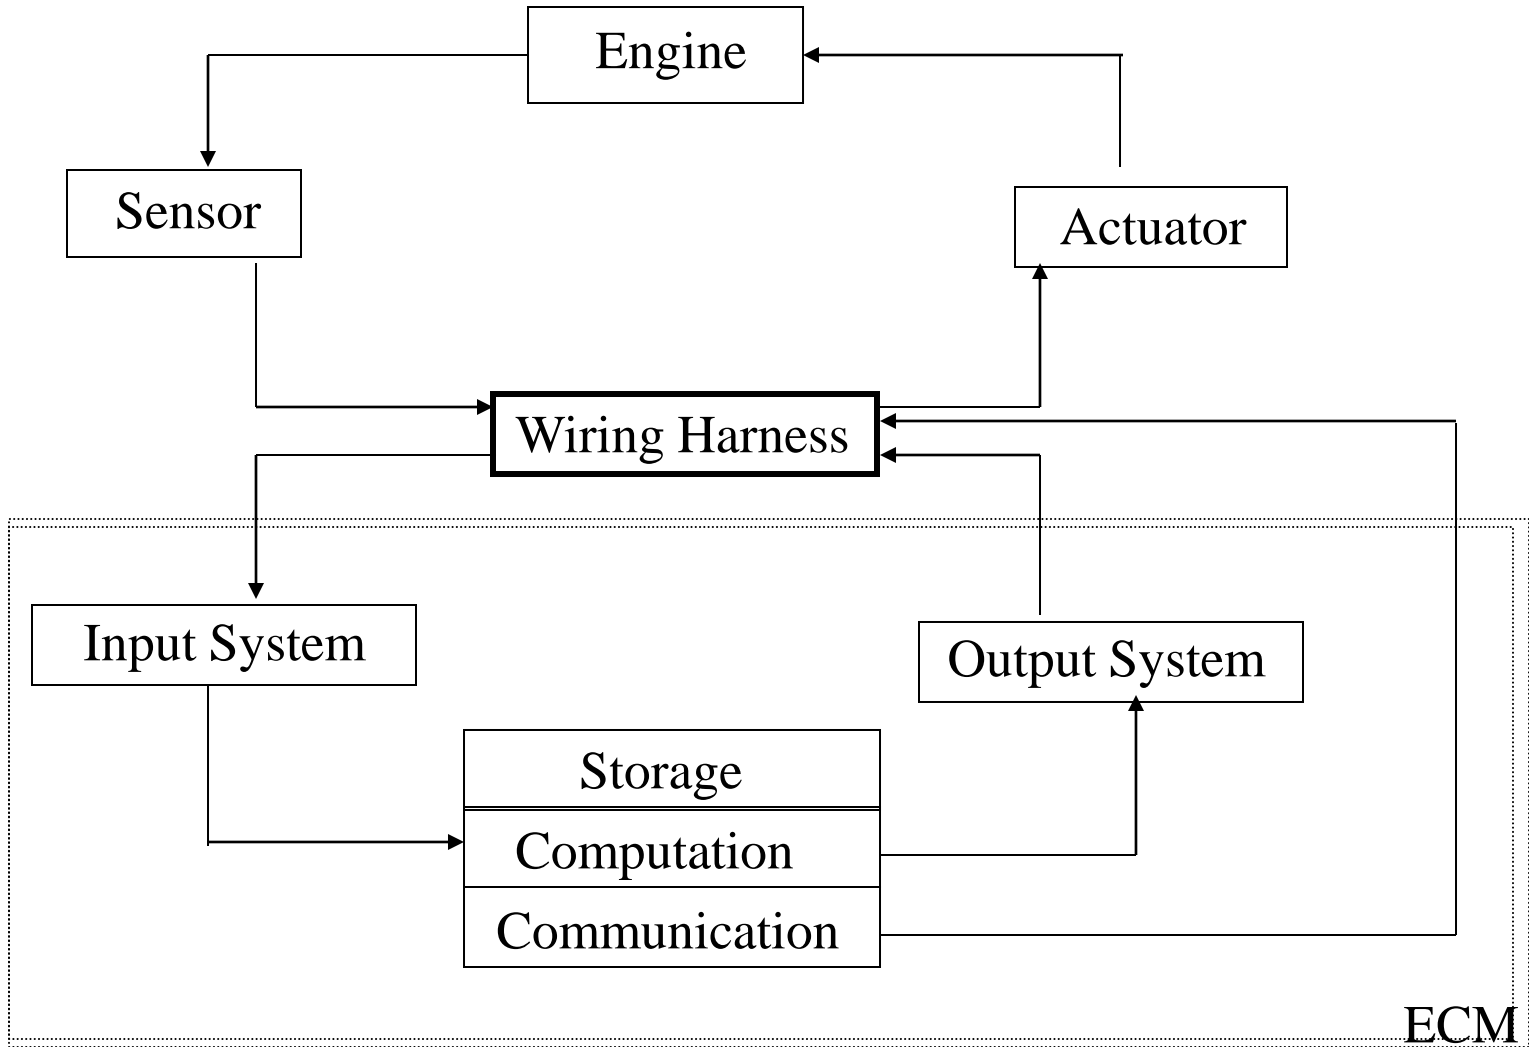 Engine
Sensor
Actuator
Wiring Harness
Input System
Output System
Storage
Computation
Communication
ECM